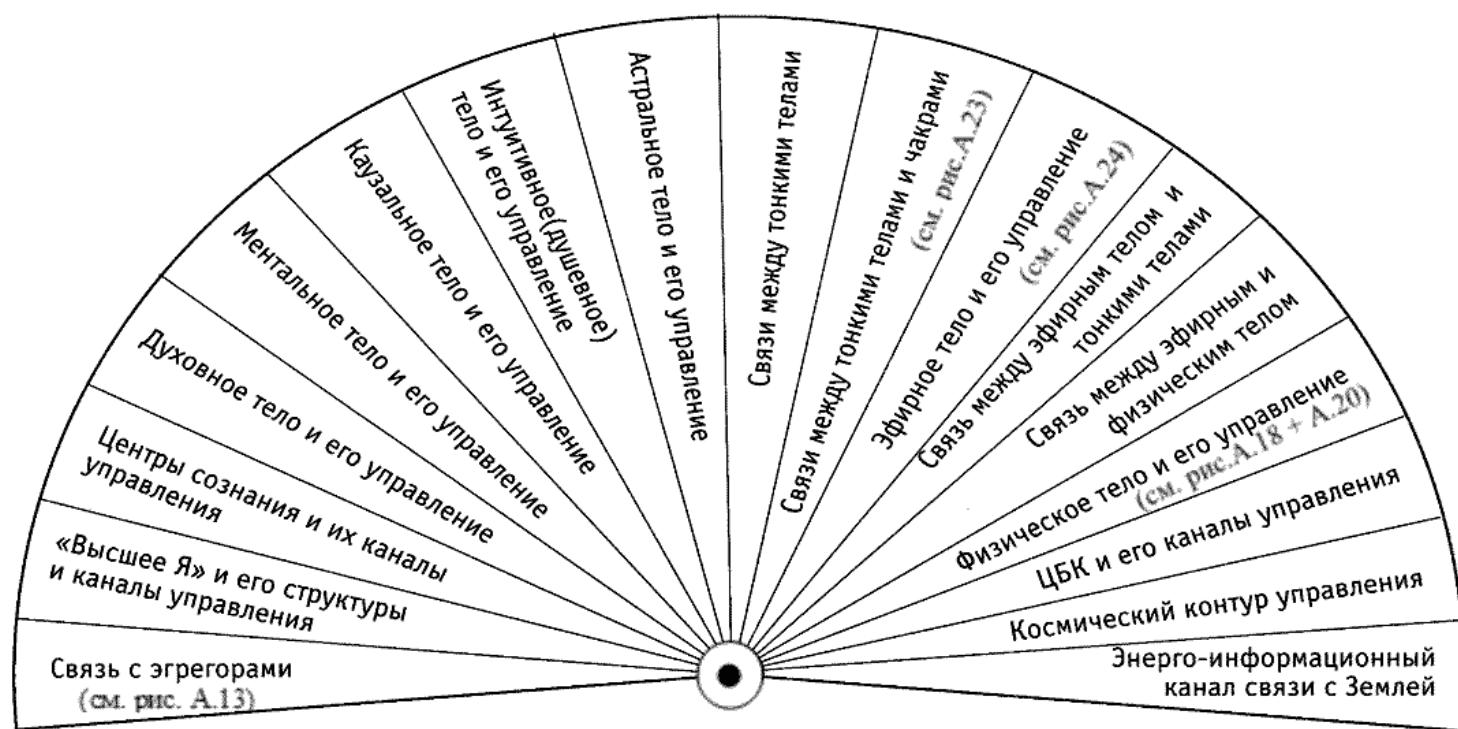 Связь с эгрегорами
(см. рис. А.13)
«Высшее Я» и его структуры
и каналы управления
Центры сознания и их каналы
управления
Духовное тело и его управление
Ментальное тело и его управление
Каузальное тело и его управление
Интуитивное(душевное)
тело и его управление
Астральное тело и его управление
Связи между тонкими телами
Связи между тонкими телами и чакрами
(см. рис.А.23)
Эфирное тело и его управление
(см. рис.А.24)
Связь между эфирным телом и
тонкими телами
Связь между эфирным и
физическим телом
Физическое тело и его управление
(см. рис.А.18 + А.20)
ЦБК и его каналы управления
Космический контур управления
Энерго-информационный
канал связи с Землей